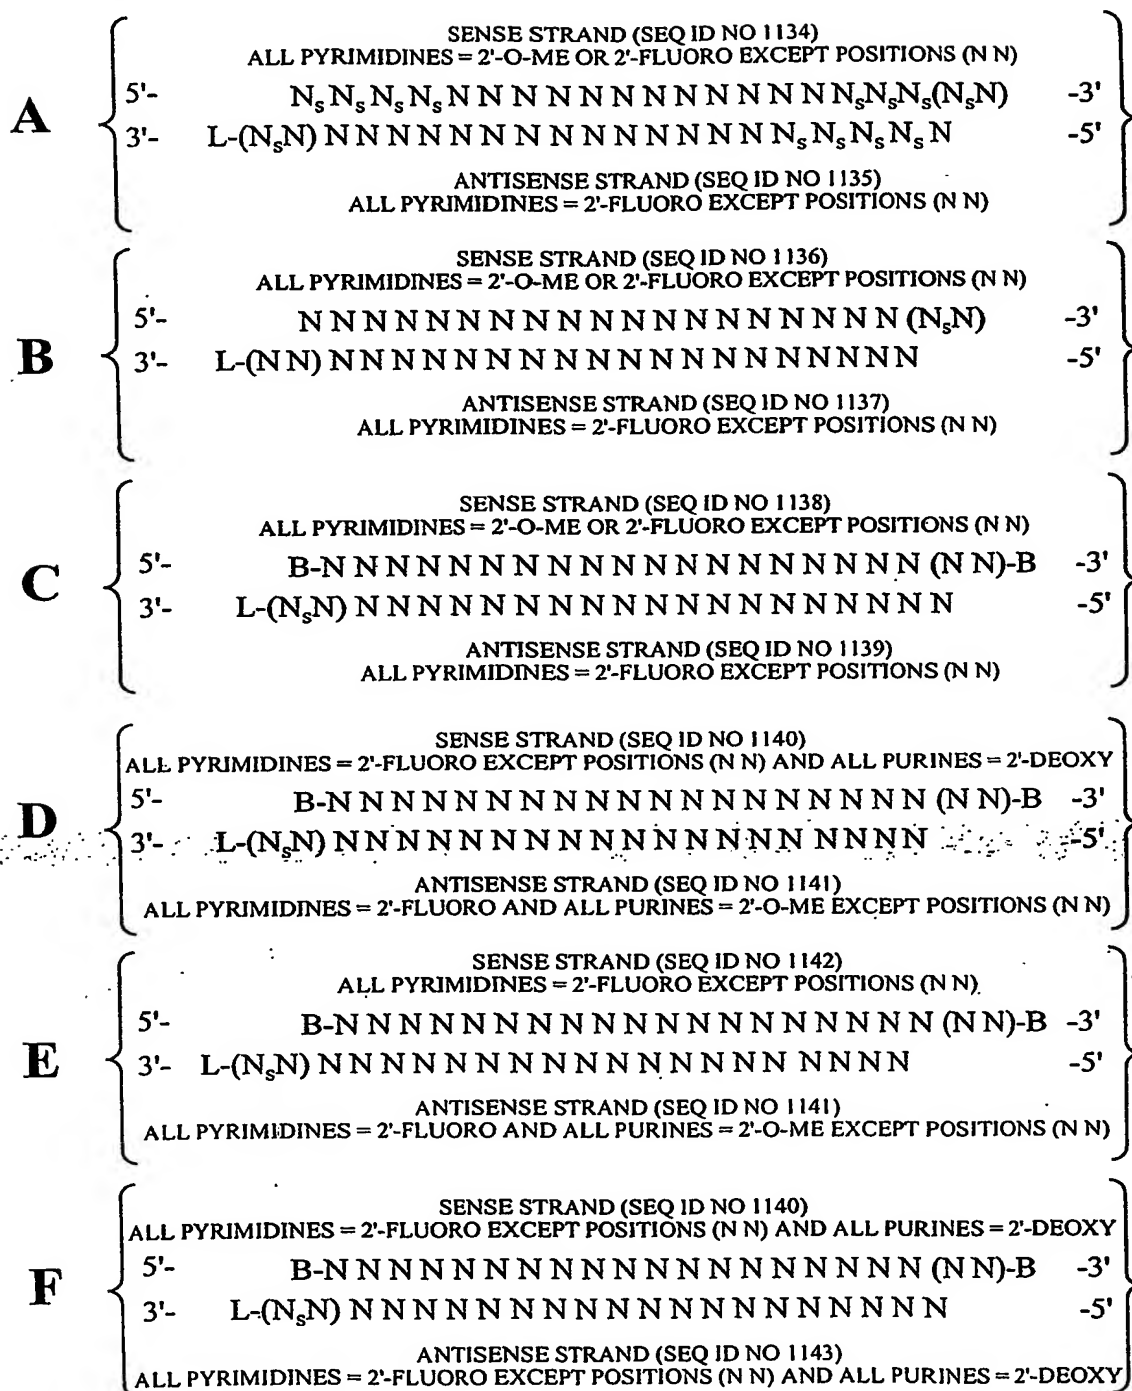 A
SENSE STRAND (SEQ ID NO 1134)
ALL PYRIMIDINES = 2'-O-ME OR 2'-FLUORO EXCEPT POSITIONS (N N)
5'- NsNsNsNsN N N N N N N N N N N N NsNsNs(NsN) -3'
3'- L-(NsN) N N N N N N N N N N N N N N NsNsNsNsN -5'
ANTISENSE STRAND (SEQ ID NO 1135)
ALL PYRIMIDINES = 2'-FLUORO EXCEPT POSITIONS (N N)
B
SENSE STRAND (SEQ ID NO 1136)
ALL PYRIMIDINES = 2'-O-ME OR 2'-FLUORO EXCEPT POSITIONS (N N)
5'- N N N N N N N N N N N N N N N N N N N (NsN) -3'
3'- L-(N N) N N N N N N N N N N N N N N N N N N N -5'
ANTISENSE STRAND (SEQ ID NO 1137)
ALL PYRIMIDINES = 2'-FLUORO EXCEPT POSITIONS (N N)
C
SENSE STRAND (SEQ ID NO 1138)
ALL PYRIMIDINES = 2'-O-ME OR 2'-FLUORO EXCEPT POSITIONS (N N)
5'- B-N N N N N N N N N N N N N N N N N N N (N N)-B -3'
3'- L-(NsN) N N N N N N N N N N N N N N N N N N N -5'
ANTISENSE STRAND (SEQ ID NO 1139)
ALL PYRIMIDINES = 2'-FLUORO EXCEPT POSITIONS (N N)
D
SENSE STRAND (SEQ ID NO 1140)
ALL PYRIMIDINES = 2'-FLUORO EXCEPT POSITIONS (N N) AND ALL PURINES = 2'-DEOXY
5'- B-N N N N N N N N N N N N N N N N N N N (N N)-B -3'
3'- L-(NsN) N N N N N N N N N N N N N N N N N N N -5'
ANTISENSE STRAND (SEQ ID NO 1141)
ALL PYRIMIDINES = 2'-FLUORO AND ALL PURINES = 2'-O-ME EXCEPT POSITIONS (N N)
E
SENSE STRAND (SEQ ID NO 1142)
ALL PYRIMIDINES = 2'-FLUORO EXCEPT POSITIONS (N N)
5'- B-N N N N N N N N N N N N N N N N N N N (N N)-B -3'
3'- L-(NsN) N N N N N N N N N N N N N N N N N N N -5'
ANTISENSE STRAND (SEQ ID NO 1141)
ALL PYRIMIDINES = 2'-FLUORO AND ALL PURINES = 2'-O-ME EXCEPT POSITIONS (N N)
F
SENSE STRAND (SEQ ID NO 1140)
ALL PYRIMIDINES = 2'-FLUORO EXCEPT POSITIONS (N N) AND ALL PURINES = 2'-DEOXY
5'- B-N N N N N N N N N N N N N N N N N N N (N N)-B -3'
3'- L-(NsN) N N N N N N N N N N N N N N N N N N N -5'
ANTISENSE STRAND (SEQ ID NO 1143)
ALL PYRIMIDINES = 2'-FLUORO EXCEPT POSITIONS (N N) AND ALL PURINES = 2'-DEOXY